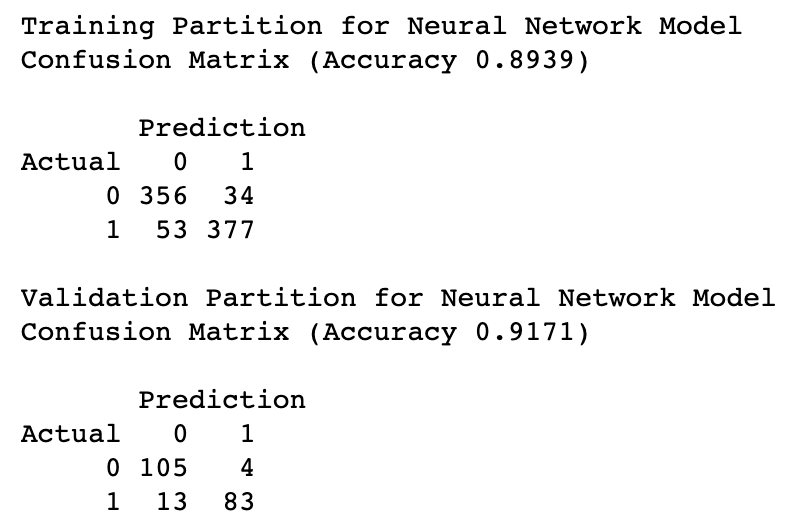 Training Partition for Neural Network Model
Confusion Matrix (Accuracy 0.8939)
Prediction
Actual 0 1
0 356 34
1 53 377
Validation Partition for Neural Network Model
Confusion Matrix (Accuracy 0.9171)
Prediction
Actual 0 1
0 105 4
1 13 83